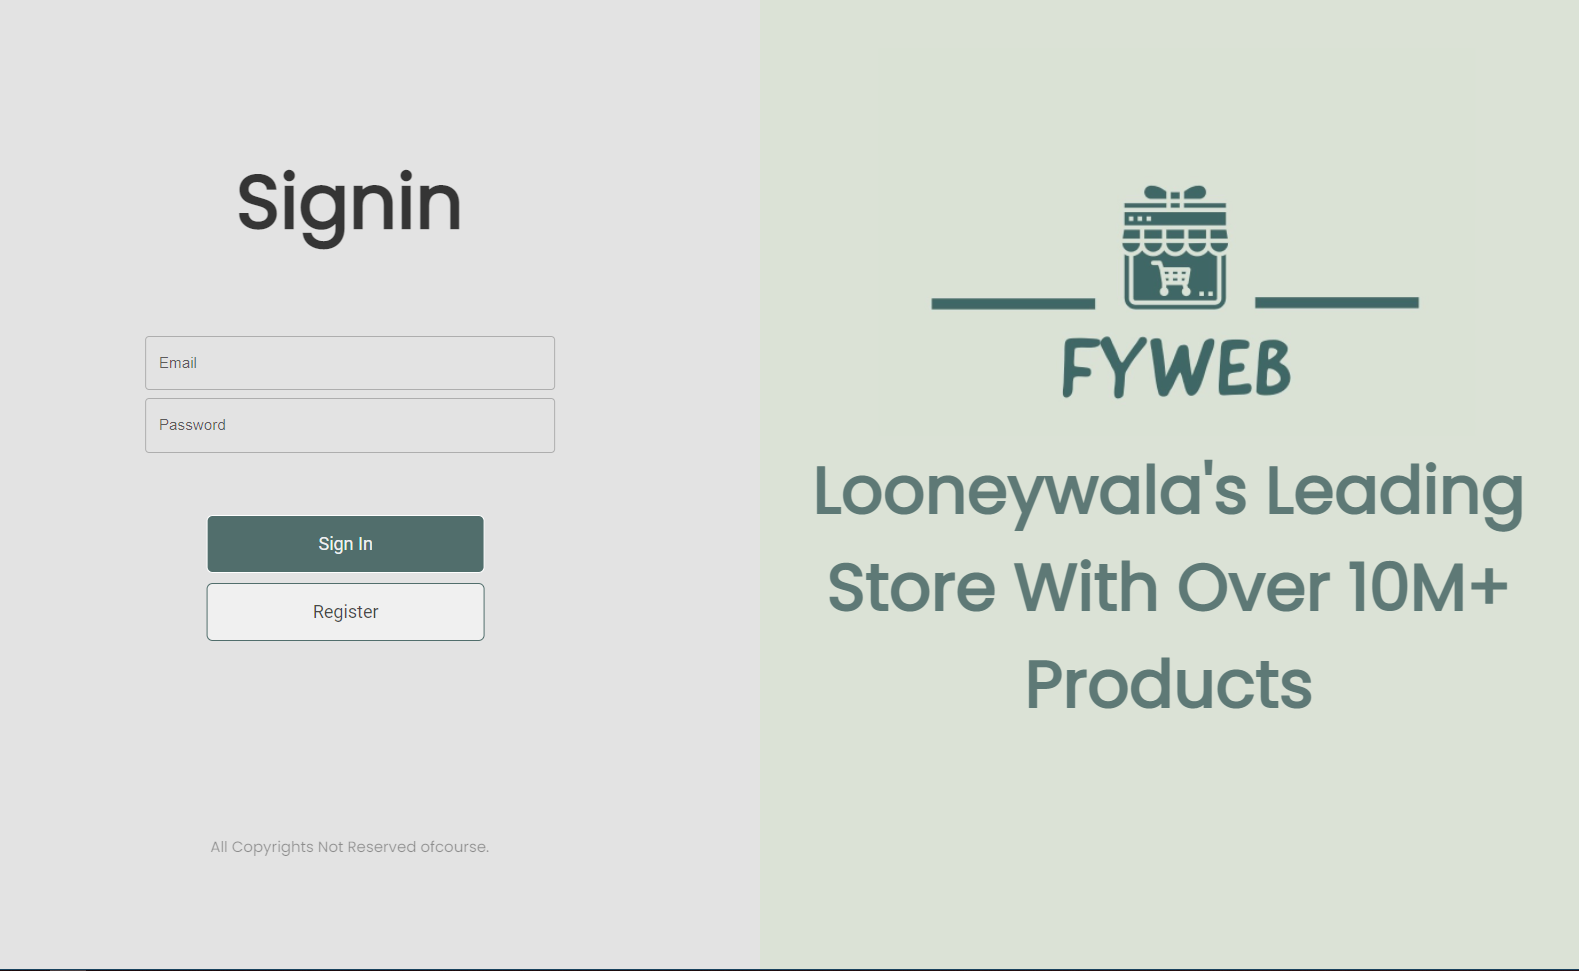 Signin
Email
Password
Sign In
Register
All Copyrights Not Reserved ofcourse.
FYWEB
Looneywala's Leading
Store With Over 10M+
Products